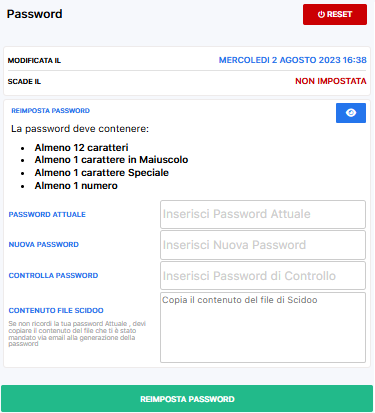 Password
RESET
MODIFICATA IL
MERCOLEDI 2 AGOSTO 2023 16:38
SCADE IL
NON IMPOSTATA
REIMPOSTA PASSWORD
La password deve contenere:
• Almeno 12 caratteri
• Almeno 1 carattere in Maiuscolo
• Almeno 1 carattere Speciale
• Almeno 1 numero
PASSWORD ATTUALE
Inserisci Password Attuale
NUOVA PASSWORD
Inserisci Nuova Password
CONTROLLA PASSWORD
Inserisci Password di Controllo
CONTENUTO FILE SCIDOO
Copia il contenuto del file di Scidoo
Se non ricordi la tua password Attuale , devi
copiare il contenuto del file che ti è stato
mandato via email alla generazione della
password
REIMPOSTA PASSWORD